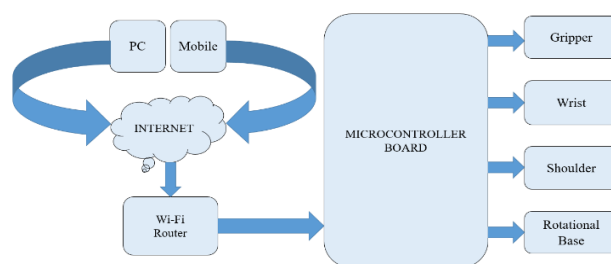 PC
Mobile
INTERNET
Wi-Fi
Router
MICROCONTROLLER
BOARD
Gripper
Wrist
Shoulder
Rotational
Base